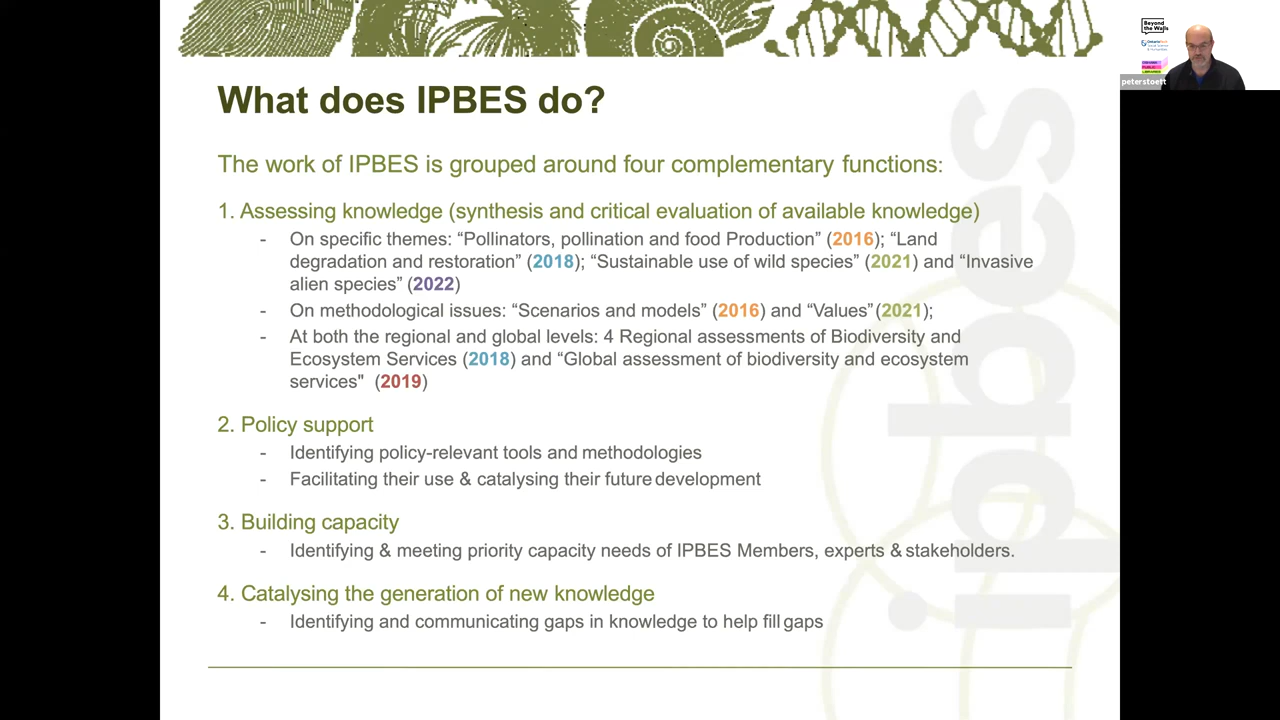 What does IPBES do?
The work of IPBES is grouped around four complementary functions:
1. Assessing knowledge (synthesis and critical evaluation of available knowledge)
- On specific themes: “Pollinators, pollination and food Production” (2016); “Land
degradation and restoration” (2018); “Sustainable use of wild species” (2021) and “Invasive
alien species” (2022)
- On methodological issues: “Scenarios and models” (2016) and “Values” (2021);
- At both the regional and global levels: 4 Regional assessments of Biodiversity and
Ecosystem Services (2018) and “Global assessment of biodiversity and ecosystem
services" (2019)
2. Policy support
- Identifying policy-relevant tools and methodologies
- Facilitating their use & catalysing their future development
3. Building capacity
- Identifying & meeting priority capacity needs of IPBES Members, experts & stakeholders.
4. Catalysing the generation of new knowledge
- Identifying and communicating gaps in knowledge to help fill gaps
ipbes
Beyond
the Walls
peterstoett